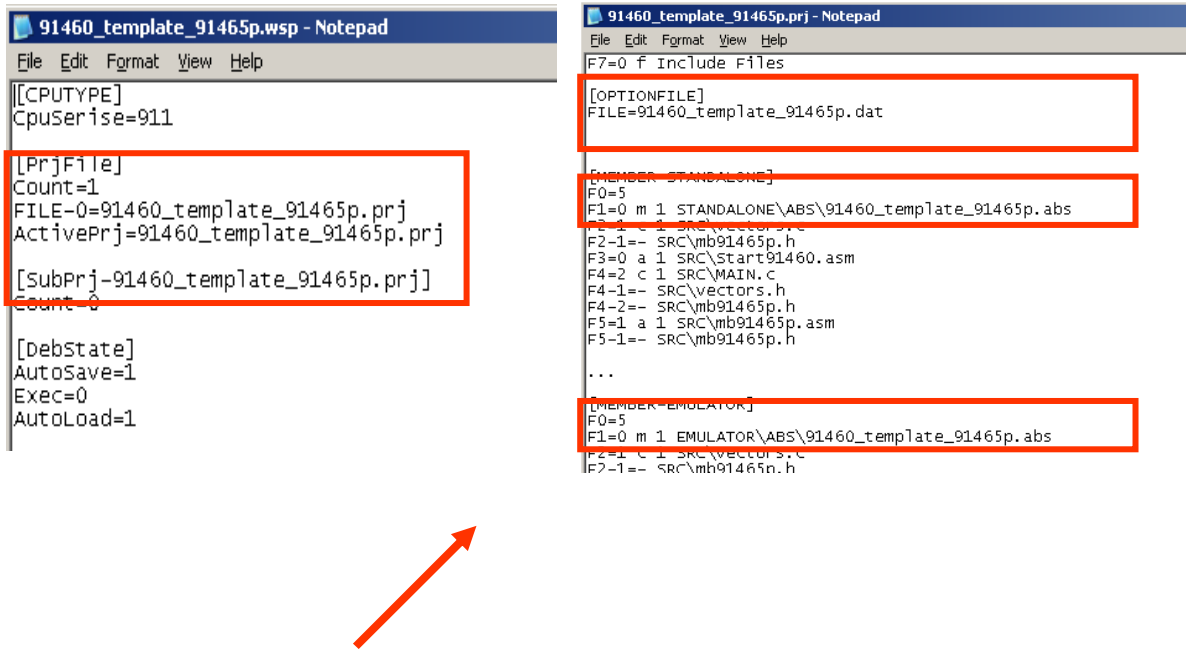 91460_template_91465p.wsp - Notepad
File Edit Format View Help
[CPUTYPE]
CpuSerise=911
[PrjFile]
Count=1
FILE-0=91460_template_91465p.prj
ActivePrj=91460_template_91465p.prj
[SubPrj-91460_template_91465p.prj]
Count=0
[DebState]
AutoSave=1
Exec=0
AutoLoad=1
91460_template_91465p.prj - Notepad
File Edit Format View Help
F7=0 f Include Files
[OPTIONFILE]
FILE=91460_template_91465p.dat
[MEMBER-STANDALONE]
F0=5
F1=0 m 1 STANDALONE\ABS\91460_template_91465p.abs
F2=1 c 1 SRC\vectors.c
F2-1=- SRC\mb91465p.h
F3=0 a 1 SRC\Start91460.asm
F4=2 c 1 SRC\MAIN.c
F4-1=- SRC\vectors.h
F4-2=- SRC\mb91465p.h
F5=1 a 1 SRC\mb91465p.asm
F5-1=- SRC\mb91465p.h
...
[MEMBER-EMULATOR]
F0=5
F1=0 m 1 EMULATOR\ABS\91460_template_91465p.abs
F2=1 c 1 SRC\vectors.c
F2-1=- SRC\mb91465p.h